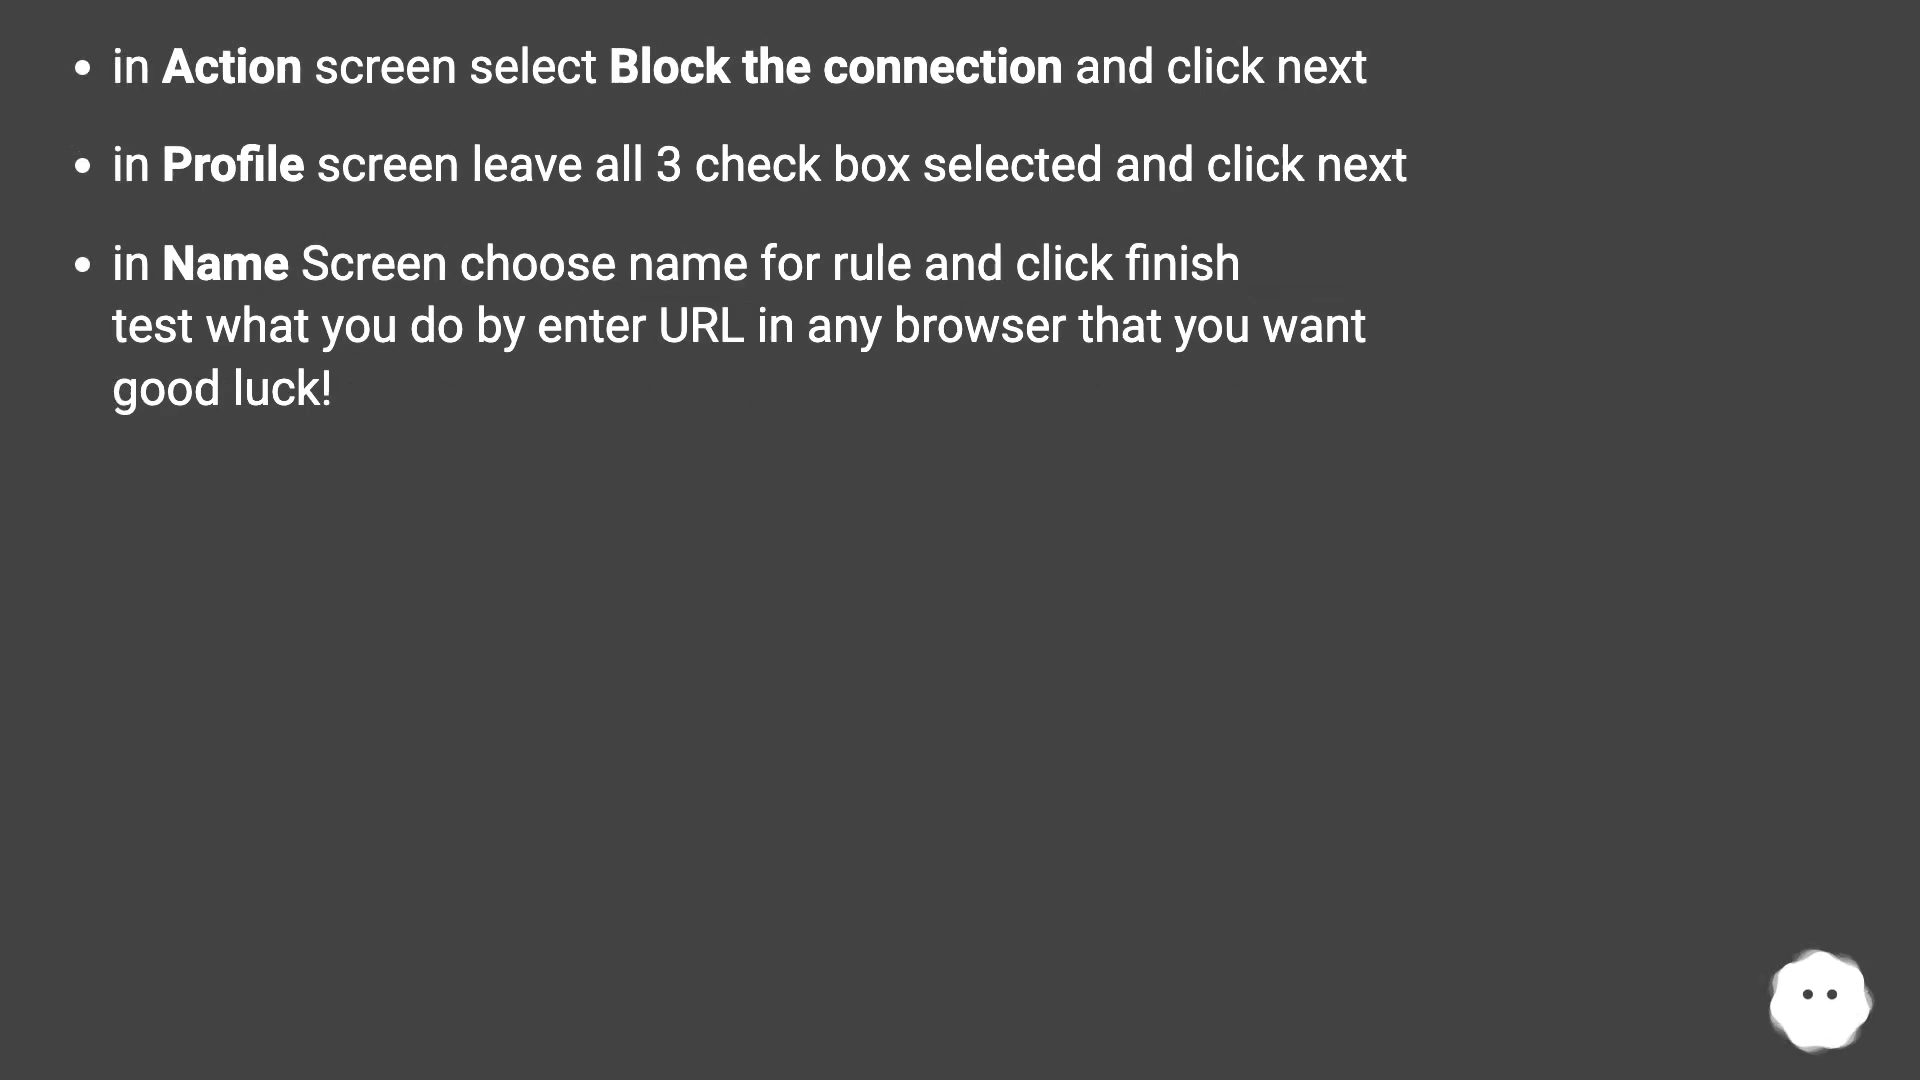 in Action screen select Block the connection and click next
in Profile screen leave all 3 check box selected and click next
in Name Screen choose name for rule and click finish
test what you do by enter URL in any browser that you want
good luck!